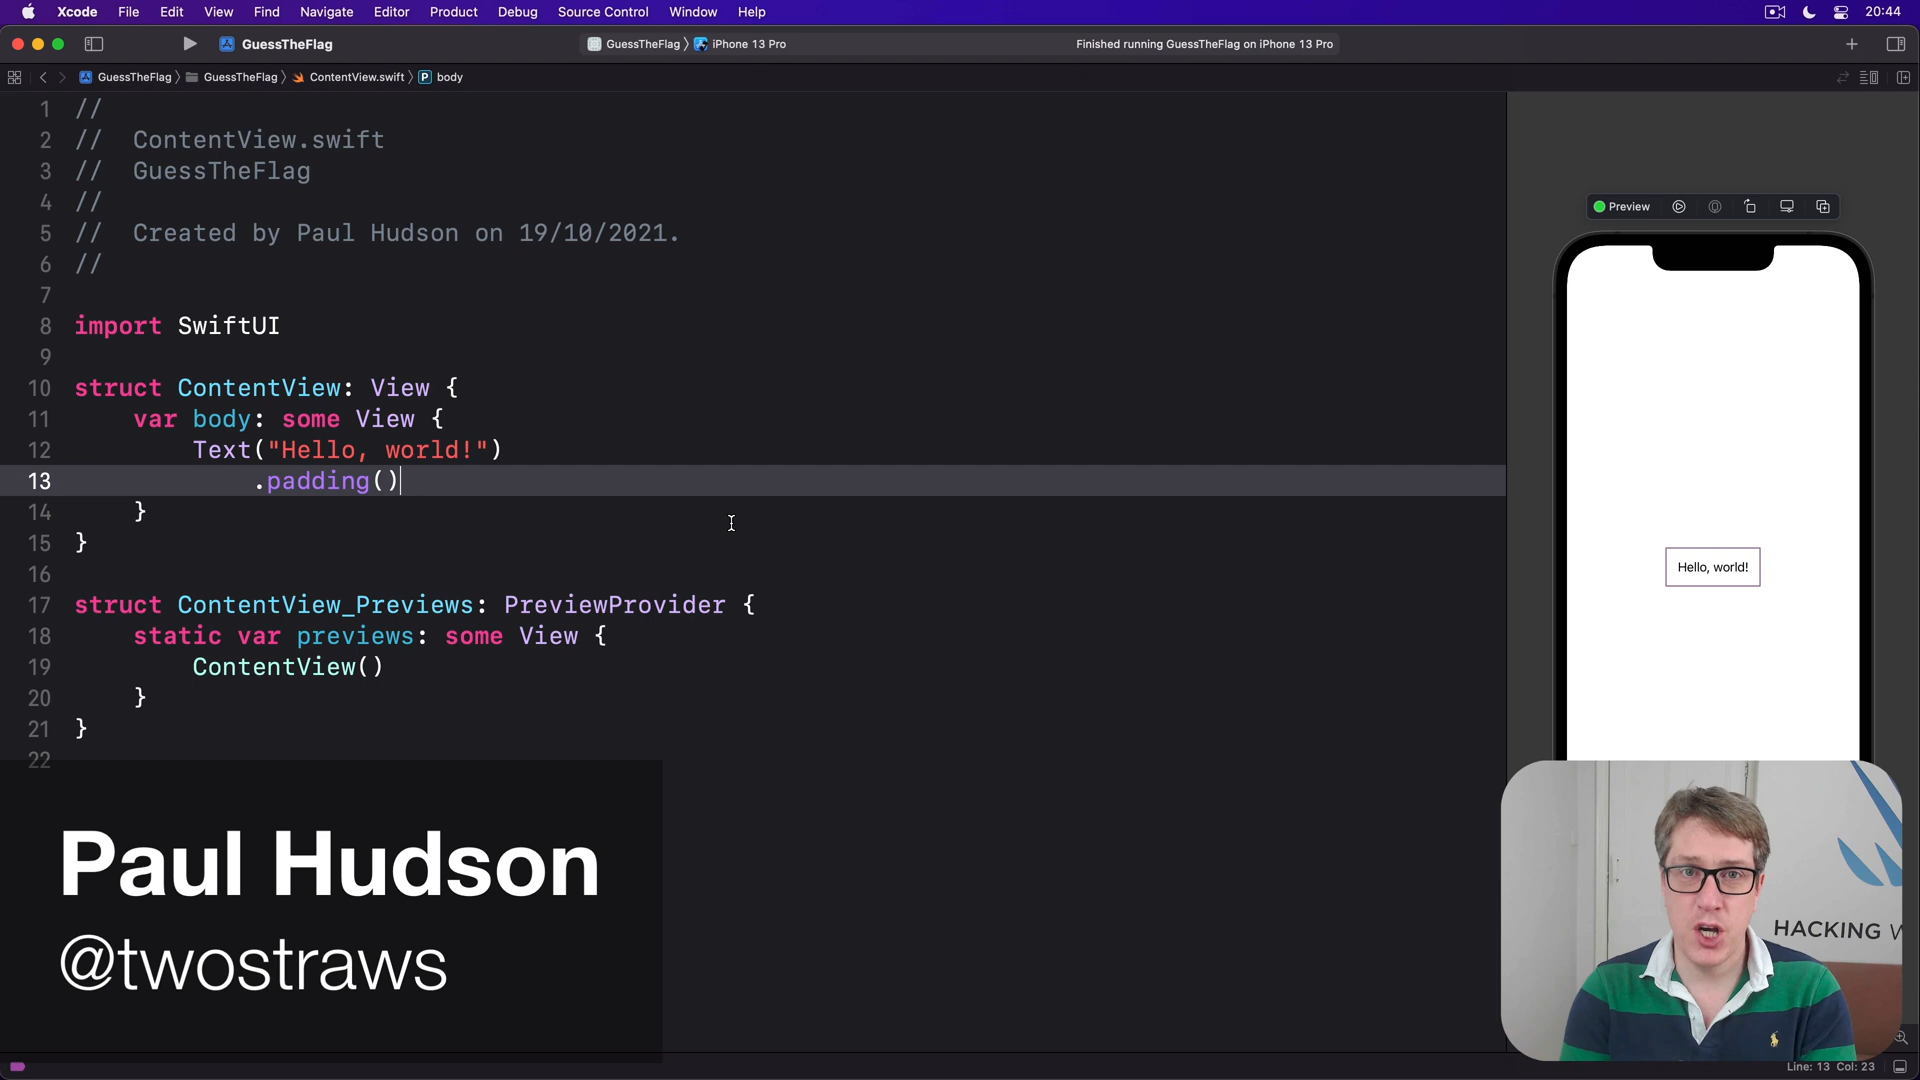 Xcode File Edit View Find Navigate Editor Product Debug Source Control Window Help 20:44
GuessTheFlag GuessTheFlag iPhone 13 Pro Finished running GuessTheFlag on iPhone 13 Pro
GuessTheFlag GuessTheFlag ContentView.swift P body
1 //
2 // ContentView.swift
3 // GuessTheFlag
4 //
5 // Created by Paul Hudson on 19/10/2021.
6 //
7
8 import SwiftUI
9
10 struct ContentView: View {
11 var body: some View {
12 Text("Hello, world!")
13 .padding()
14 }
15 }
16
17 struct ContentView_Previews: PreviewProvider {
18 static var previews: some View {
19 ContentView()
20 }
21 }
22
Preview
Hello, world!
Paul Hudson
@twostraws
HACKING W
Line: 13 Col: 23